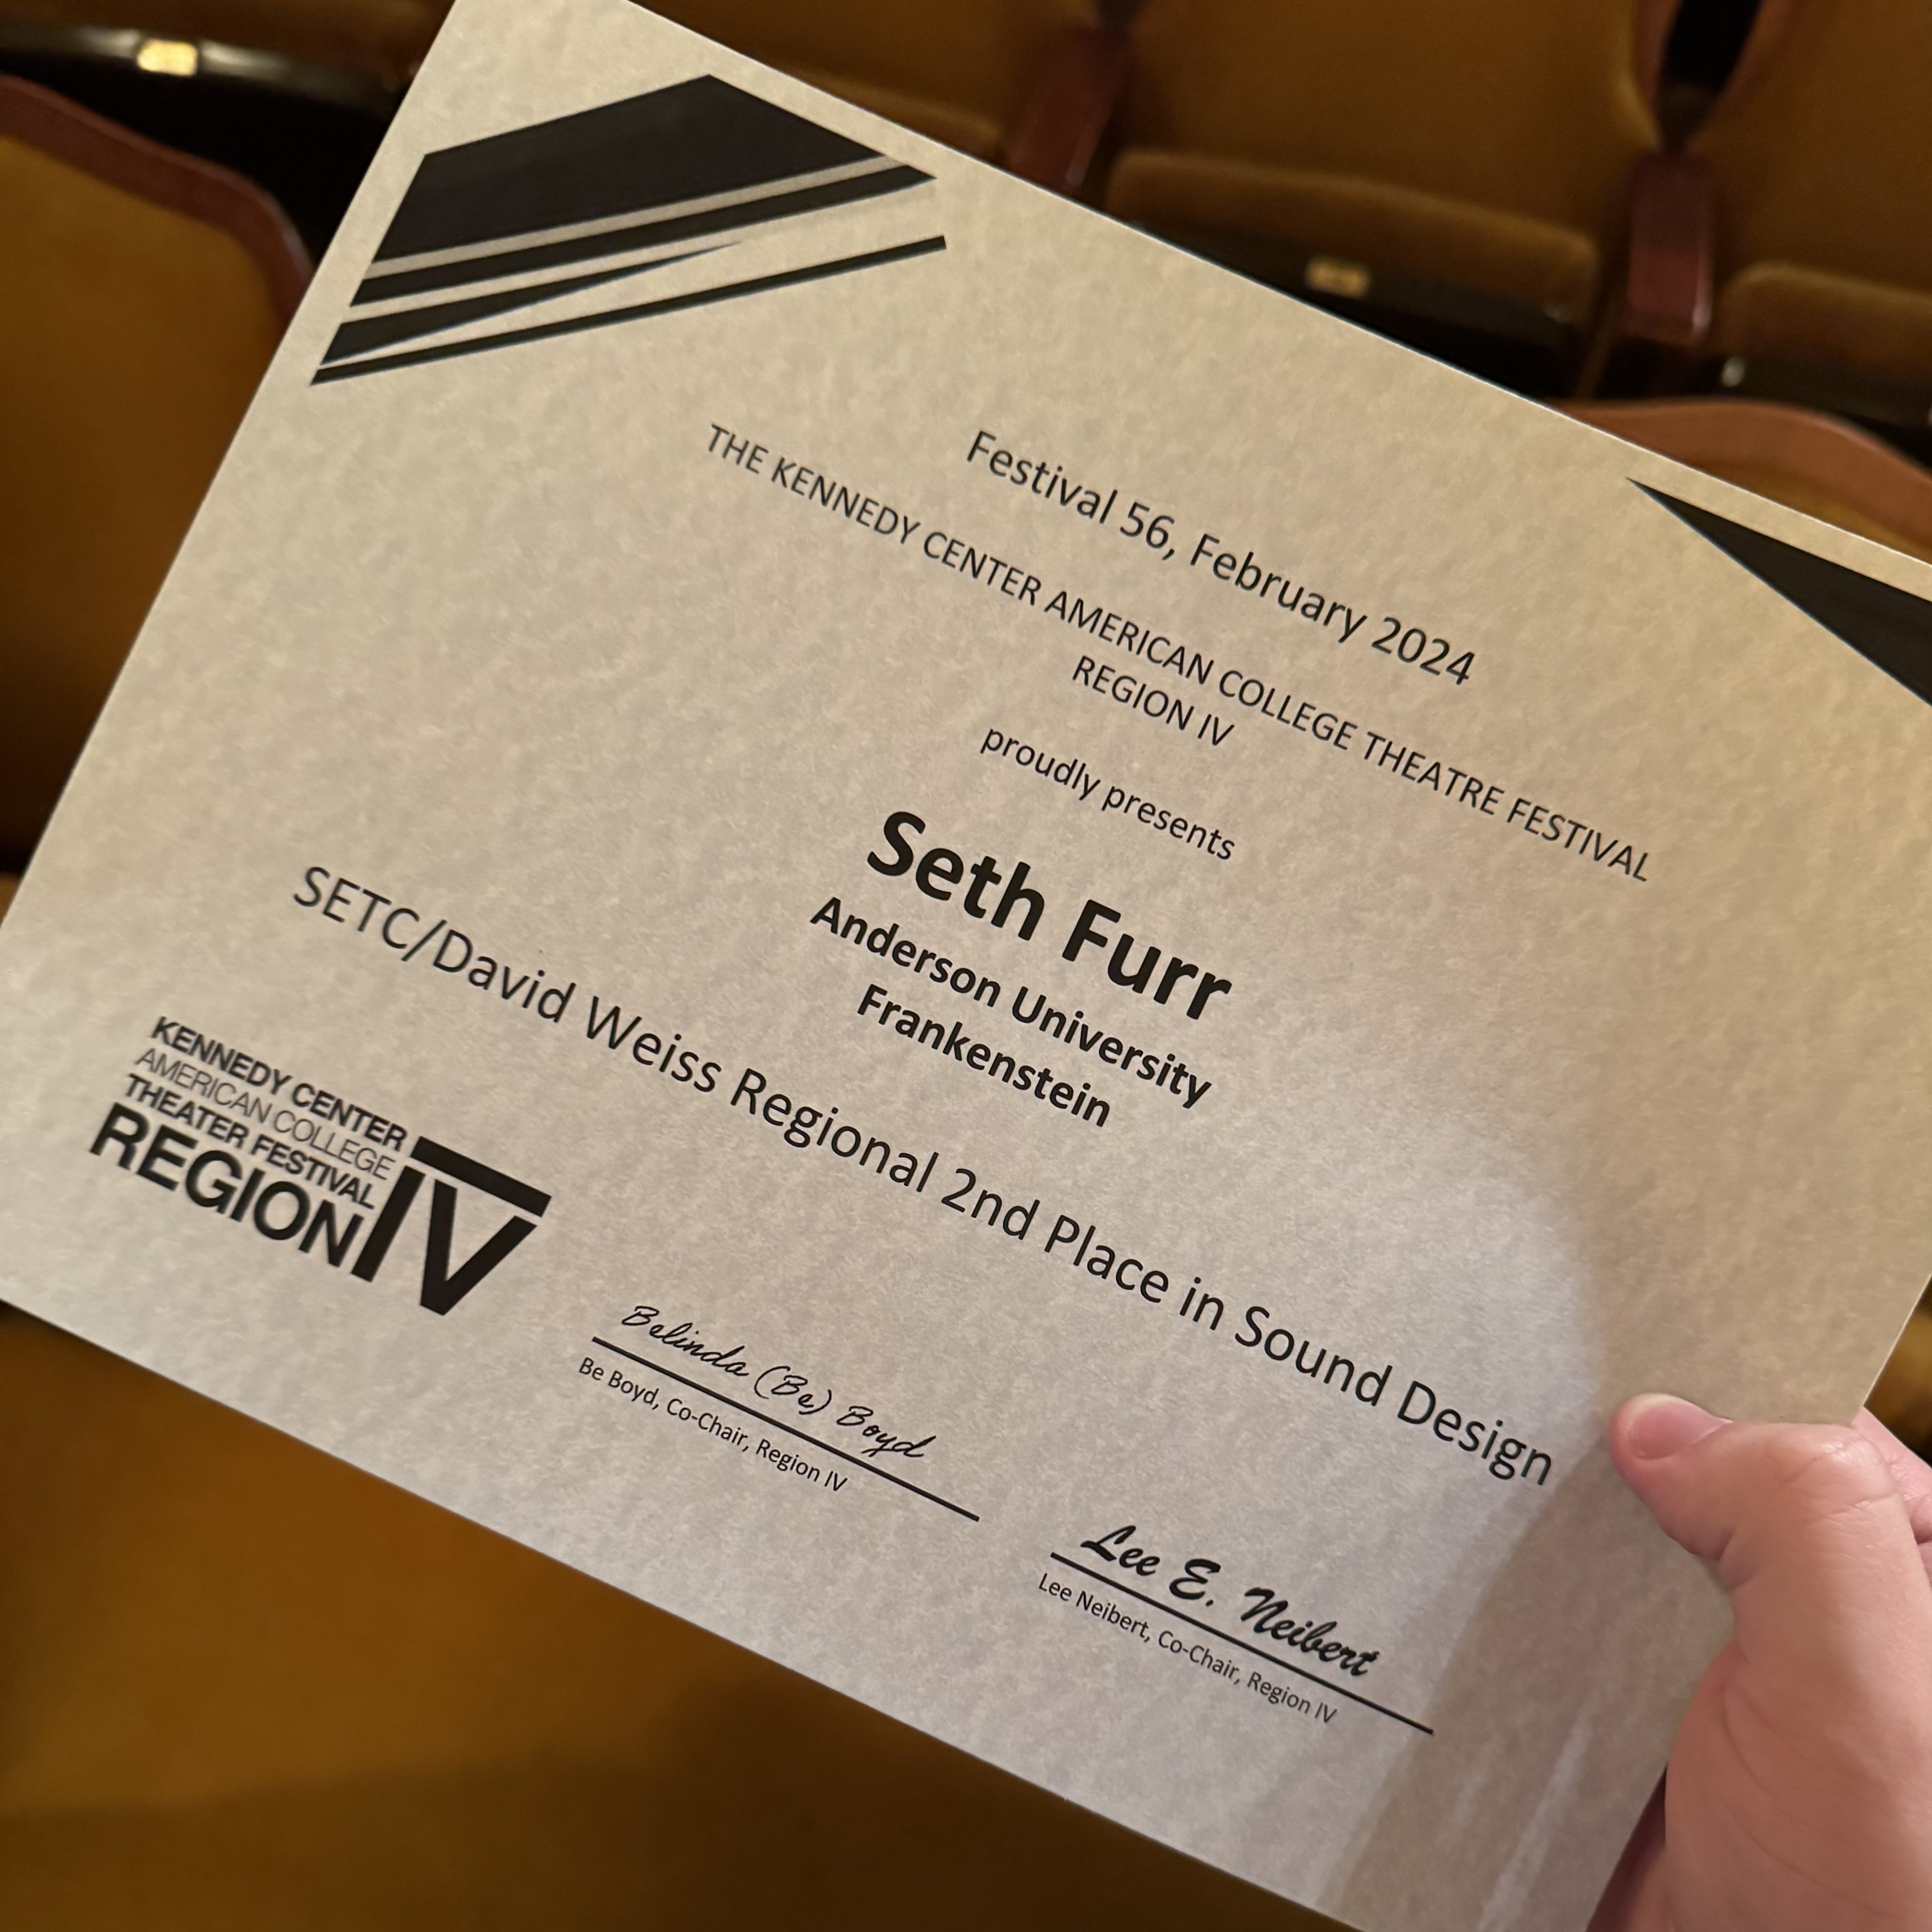 Festival 56, February 2024
THE KENNEDY CENTER AMERICAN COLLEGE THEATRE FESTIVAL
REGION IV
proudly presents
Seth Furr
Anderson University
Frankenstein
SETC/David Weiss Regional 2nd Place in Sound Design
KENNEDY CENTER
AMERICAN COLLEGE
THEATER FESTIVAL
REGION IV
Belinda (Be) Boyd
Be Boyd, Co-Chair, Region IV
Lee E. Neibert
Lee Neibert, Co-Chair, Region IV